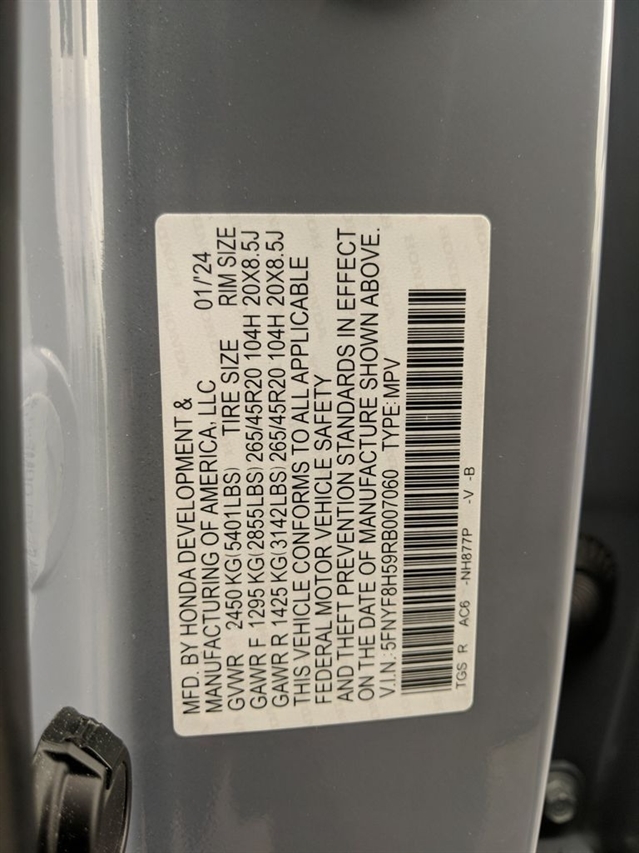 MFD. BY HONDA DEVELOPMENT &
MANUFACTURING OF AMERICA, LLC 01/'24
GVWR 2450 KG(5401LBS) TIRE SIZE RIM SIZE
GAWR F 1295 KG(2855LBS) 265/45R20 104H 20X8.5J
GAWR R 1425 KG(3142LBS) 265/45R20 104H 20X8.5J
THIS VEHICLE CONFORMS TO ALL APPLICABLE
FEDERAL MOTOR VEHICLE SAFETY
AND THEFT PREVENTION STANDARDS IN EFFECT
ON THE DATE OF MANUFACTURE SHOWN ABOVE.
V.I.N.: 5FNYF8H59RB007060 TYPE: MPV
TGS R AC6 -NH877P -V -B